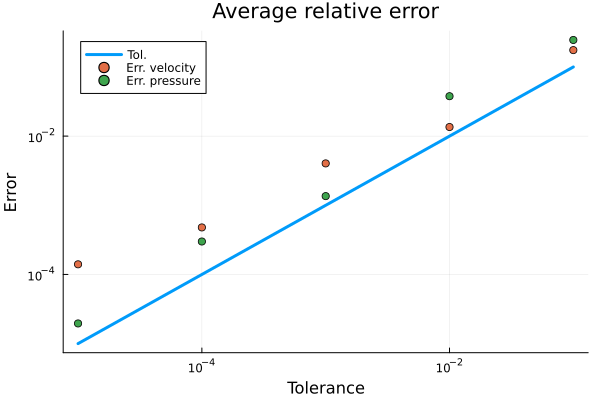 Average relative error
Tol.
Err. velocity
Err. pressure
Error
10⁻²
10⁻⁴
10⁻⁴
10⁻²
Tolerance